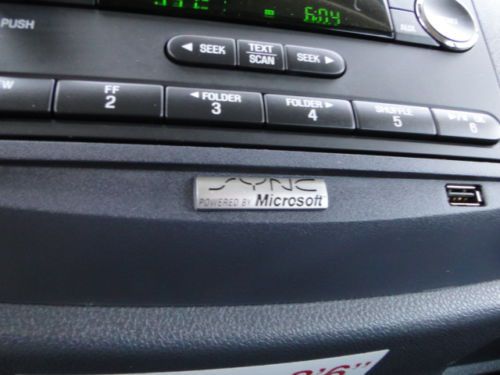 6:04
PUSH
◄ SEEK TEXT SCAN SEEK ►
FF ◄ FOLDER FOLDER ► SHUFFLE
2 3 4 5 6
SYNC
POWERED BY Microsoft